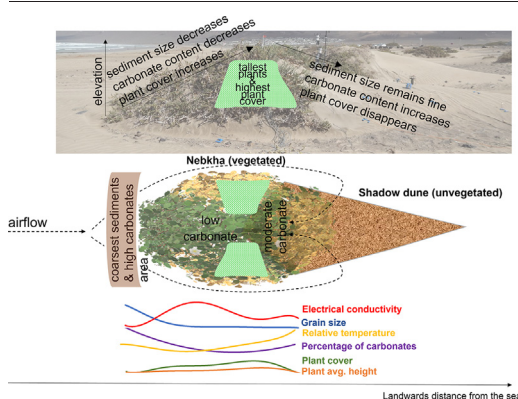 elevation
sediment size decreases
carbonate content decreases
plant cover increases
tallest
plants
&
highest
plant
cover
sediment size remains fine
carbonate content increases
plant cover disappears
Nebkha (vegetated)
Shadow dune (unvegetated)
airflow
coarsest sediments
& high carbonates
area
low
carbonate
moderate
carbonate
Electrical conductivity
Grain size
Relative temperature
Percentage of carbonates
Plant cover
Plant avg. height
Landwards distance from the sea